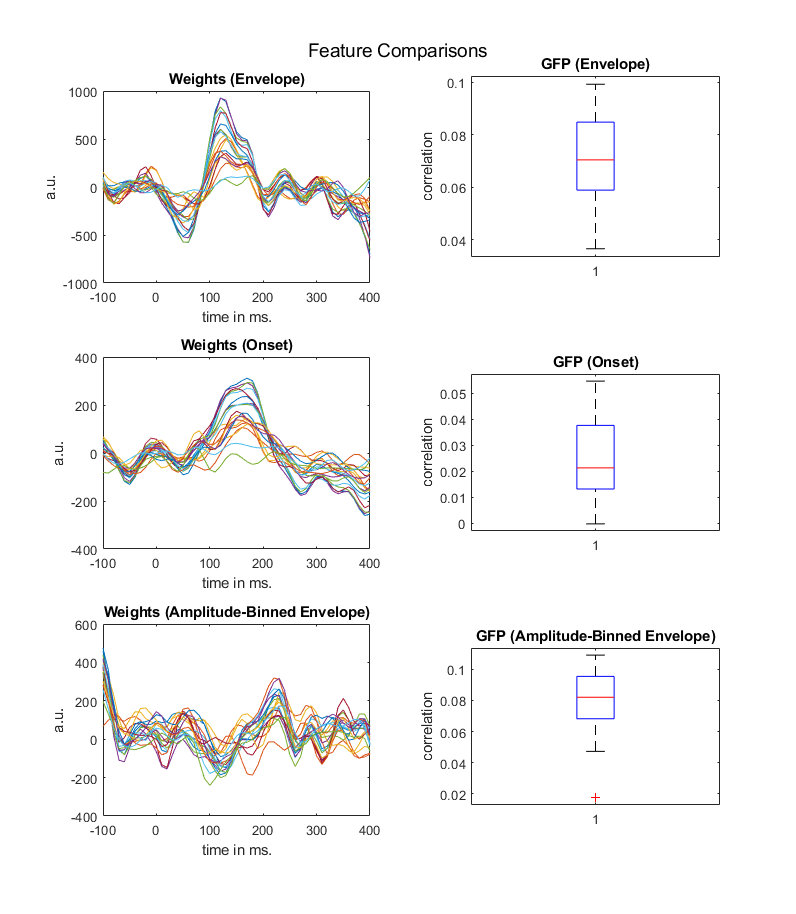 Feature Comparisons
Weights (Envelope)
1000
500
0
-500
-1000
a.u.
-100 0 100 200 300 400
time in ms.
GFP (Envelope)
0.1
0.08
0.06
0.04
correlation
1
Weights (Onset)
400
200
0
-200
-400
a.u.
-100 0 100 200 300 400
time in ms.
GFP (Onset)
0.05
0.04
0.03
0.02
0.01
0
correlation
1
Weights (Amplitude-Binned Envelope)
600
400
200
0
-200
-400
a.u.
-100 0 100 200 300 400
time in ms.
GFP (Amplitude-Binned Envelope)
0.1
0.08
0.06
0.04
0.02
correlation
1